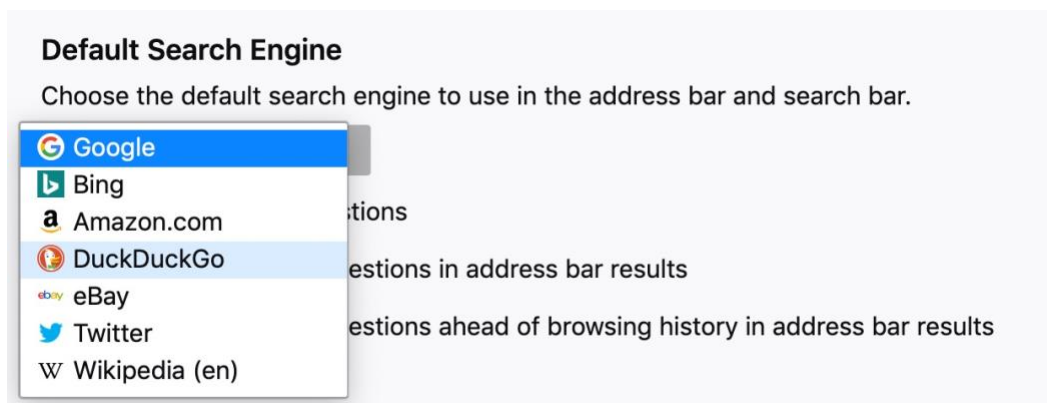 Default Search Engine
Choose the default search engine to use in the address bar and search bar.
Google
Bing
Amazon.com
tions
DuckDuckGo
estions in address bar results
eBay
Twitter
estions ahead of browsing history in address bar results
Wikipedia (en)